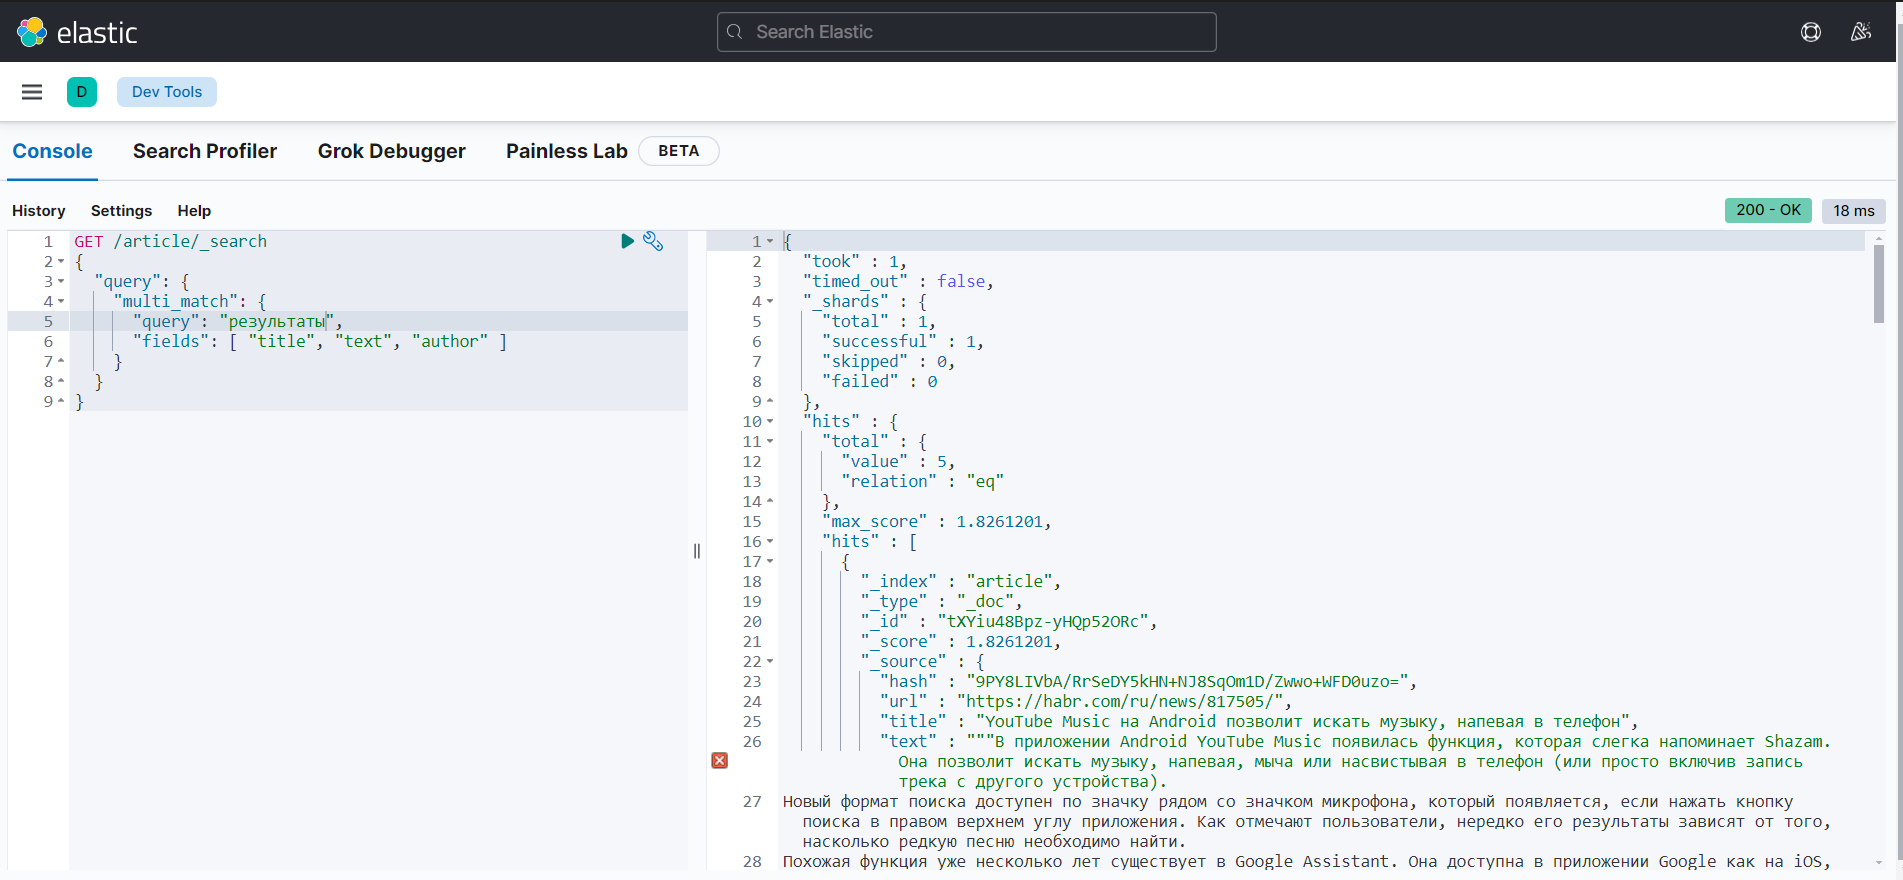 elastic
Search Elastic
D
Dev Tools
Console Search Profiler Grok Debugger Painless Lab BETA
History Settings Help
200 - OK 18 ms
1 GET /article/_search
2 {
3 "query": {
4 "multi_match": {
5 "query": "результаты",
6 "fields": [ "title", "text", "author" ]
7 }
8 }
9 }
1 {
2 "took" : 1,
3 "timed_out" : false,
4 "_shards" : {
5 "total" : 1,
6 "successful" : 1,
7 "skipped" : 0,
8 "failed" : 0
9 },
10 "hits" : {
11 "total" : {
12 "value" : 5,
13 "relation" : "eq"
14 },
15 "max_score" : 1.8261201,
16 "hits" : [
17 {
18 "_index" : "article",
19 "_type" : "_doc",
20 "_id" : "tXYiu48Bpz-yHQp52ORc",
21 "_score" : 1.8261201,
22 "_source" : {
23 "hash" : "9PY8LIVbA/RrSeDY5kHN+NJ8SqOm1D/Zwwo+WFD0uzo=",
24 "url" : "https://habr.com/ru/news/817505/",
25 "title" : "YouTube Music на Android позволит искать музыку, напевая в телефон",
26 "text" : """В приложении Android YouTube Music появилась функция, которая слегка напоминает Shazam.
Она позволит искать музыку, напевая, мыча или насвистывая в телефон (или просто включив запись
трека с другого устройства).
27 Новый формат поиска доступен по значку рядом со значком микрофона, который появляется, если нажать кнопку
поиска в правом верхнем углу приложения. Как отмечают пользователи, нередко его результаты зависят от того,
насколько редкую песню необходимо найти.
28 Похожая функция уже несколько лет существует в Google Assistant. Она доступна в приложении Google как на iOS,